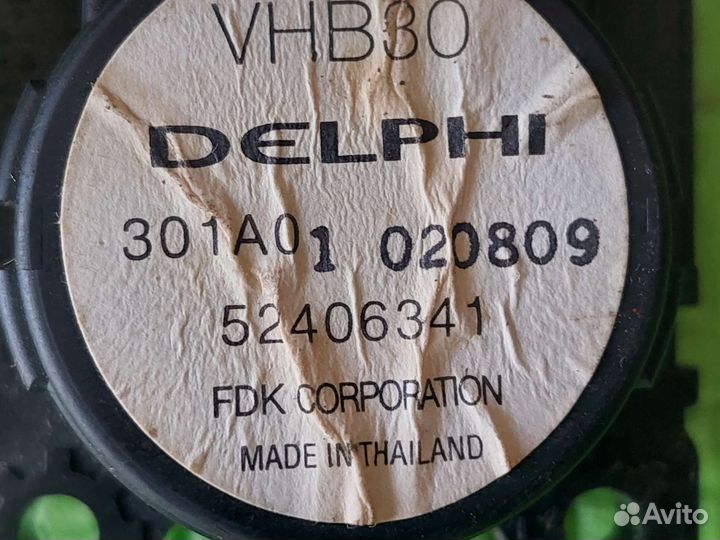 VHB30
DELPHI
301A01 020809
52406341
FDK CORPORATION
MADE IN THAILAND
Avito